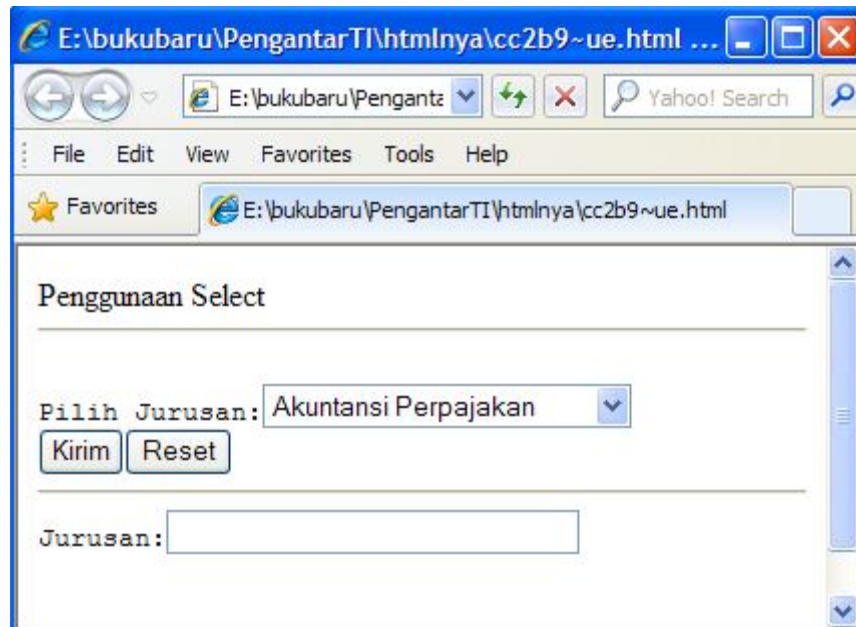 E:\bukubaru\PengantarTI\htmlnya\cc2b9~ue.html ...
E:\bukubaru\Penganta
Yahoo! Search
File Edit View Favorites Tools Help
Favorites
E:\bukubaru\PengantarTI\htmlnya\cc2b9~ue.html
Penggunaan Select
Pilih Jurusan: Akuntansi Perpajakan
Kirim Reset
Jurusan: